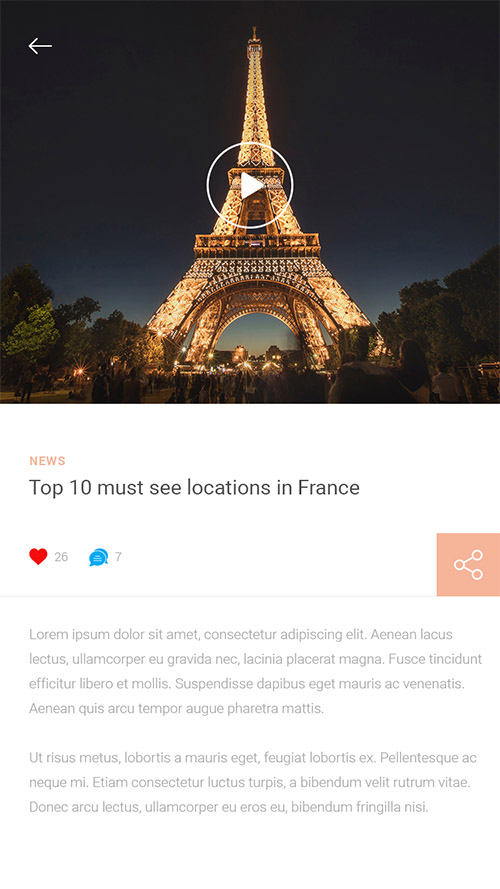 NEWS
Top 10 must see locations in France
26
7
Lorem ipsum dolor sit amet, consectetur adipiscing elit. Aenean lacus
lectus, ullamcorper eu gravida nec, lacinia placerat magna. Fusce tincidunt
efficitur libero et mollis. Suspendisse dapibus eget mauris ac venenatis.
Aenean quis arcu tempor augue pharetra mattis.
Ut risus metus, lobortis a mauris eget, feugiat lobortis ex. Pellentesque ac
neque mi. Etiam consectetur luctus turpis, a bibendum velit rutrum vitae.
Donec arcu lectus, ullamcorper eu eros eu, bibendum fringilla nisi.